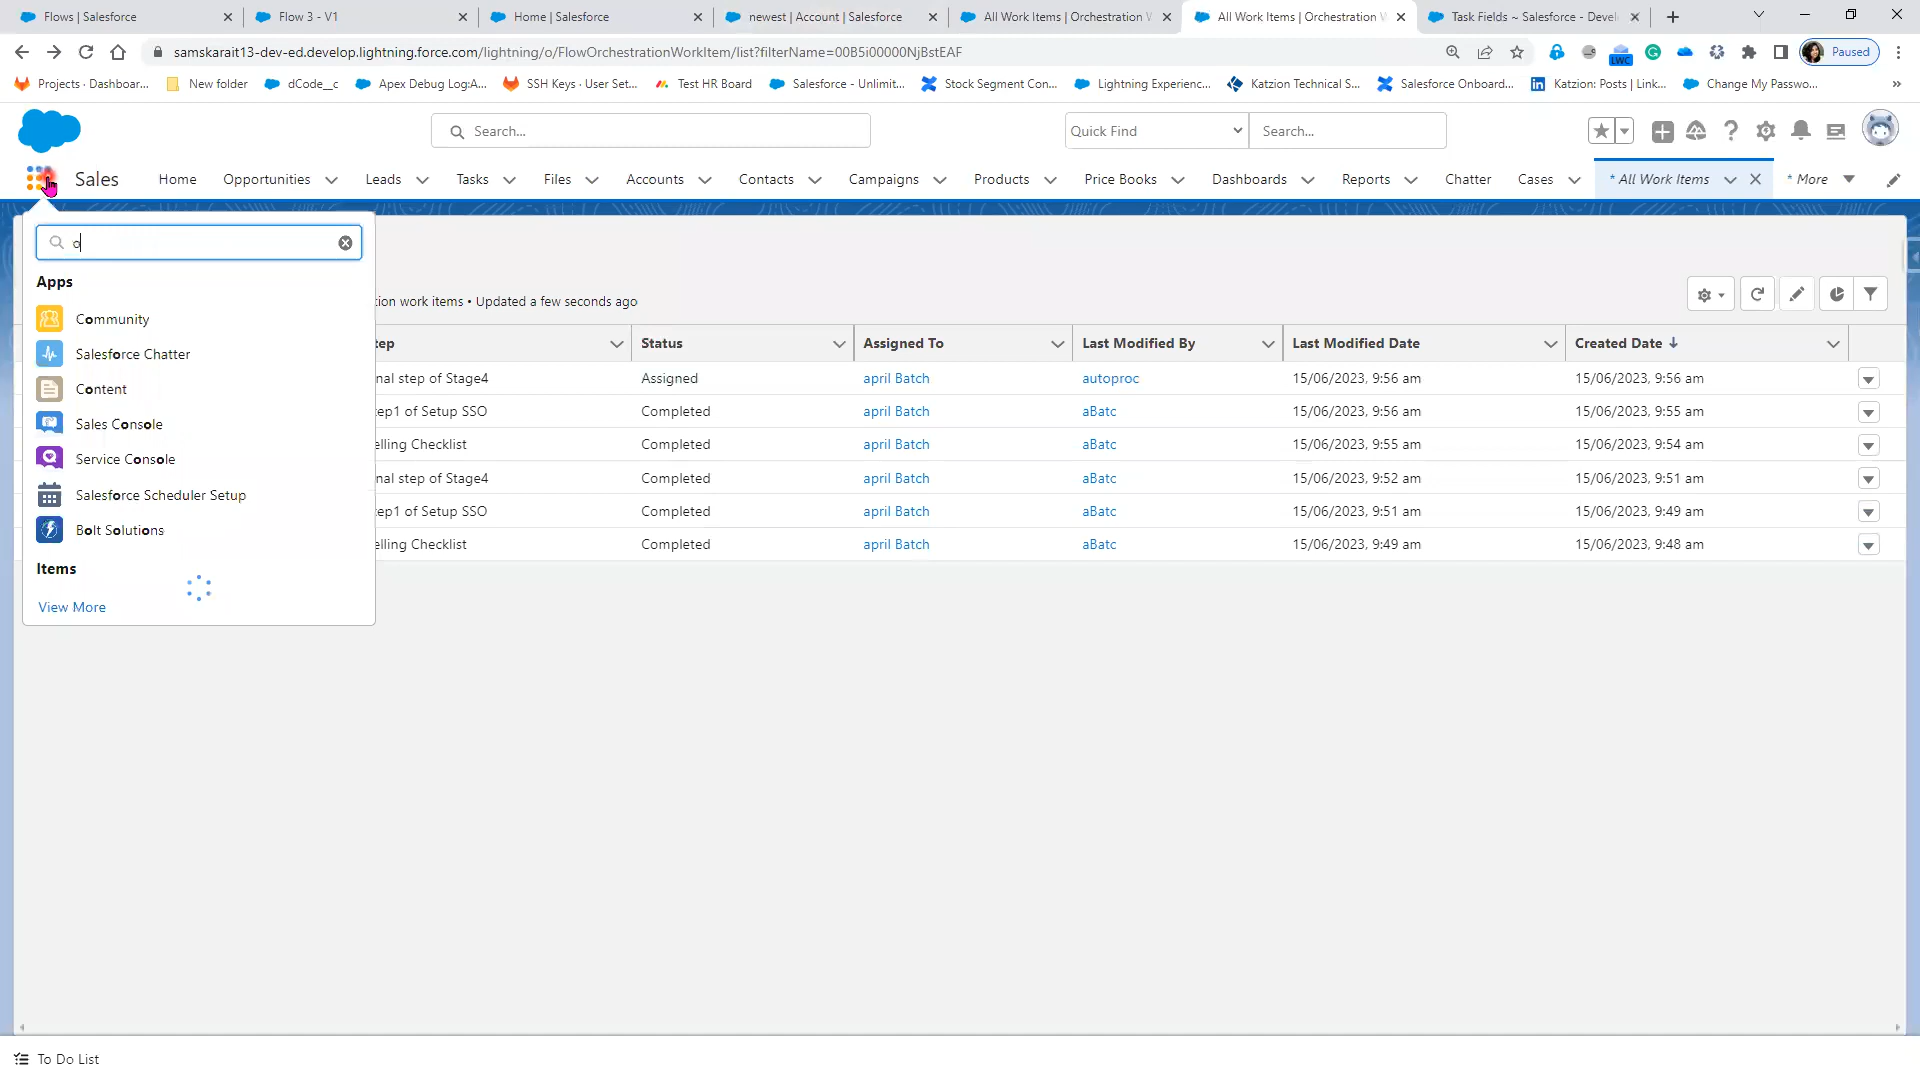 Flows | Salesforce
Flow 3 - V1
Home | Salesforce
newest | Account | Salesforce
All Work Items | Orchestration W
All Work Items | Orchestration W
Task Fields ~ Salesforce - Devel
samskarait13-dev-ed.develop.lightning.force.com/lightning/o/FlowOrchestrationWorkItem/list?filterName=00B5i00000NjBstEAF
LWC
Paused
Projects · Dashboar...
New folder
dCode__c
Apex Debug Log:A...
SSH Keys · User Set...
Test HR Board
Salesforce - Unlimit...
Stock Segment Con...
Lightning Experienc...
Katzion Technical S...
Salesforce Onboard...
Katzion: Posts | Link...
Change My Passwo...
»
Search...
Quick Find
Search...
Sales
Home
Opportunities
Leads
Tasks
Files
Accounts
Contacts
Campaigns
Products
Price Books
Dashboards
Reports
Chatter
Cases
* All Work Items
* More
o
Apps
Community
Salesforce Chatter
Content
Sales Console
Service Console
Salesforce Scheduler Setup
Bolt Solutions
Items
View More
tion work items • Updated a few seconds ago
tep Status Assigned To Last Modified By Last Modified Date Created Date
nal step of Stage4 Assigned april Batch autoproc 15/06/2023, 9:56 am 15/06/2023, 9:56 am
tep1 of Setup SSO Completed april Batch aBatc 15/06/2023, 9:56 am 15/06/2023, 9:55 am
elling Checklist Completed april Batch aBatc 15/06/2023, 9:55 am 15/06/2023, 9:54 am
nal step of Stage4 Completed april Batch aBatc 15/06/2023, 9:52 am 15/06/2023, 9:51 am
tep1 of Setup SSO Completed april Batch aBatc 15/06/2023, 9:51 am 15/06/2023, 9:49 am
elling Checklist Completed april Batch aBatc 15/06/2023, 9:49 am 15/06/2023, 9:48 am
To Do List